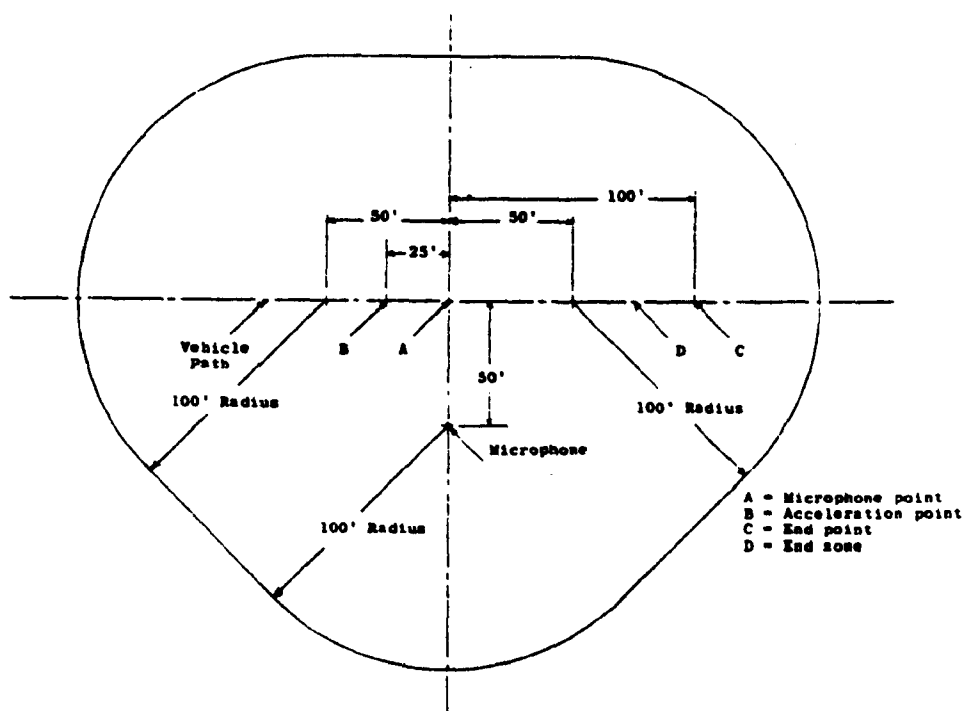 100'
50'
50'
25'
Vehicle
Path
B
A
D
C
50'
100' Radius
100' Radius
Microphone
100' Radius
A = Microphone point
B = Acceleration point
C = End point
D = End zone